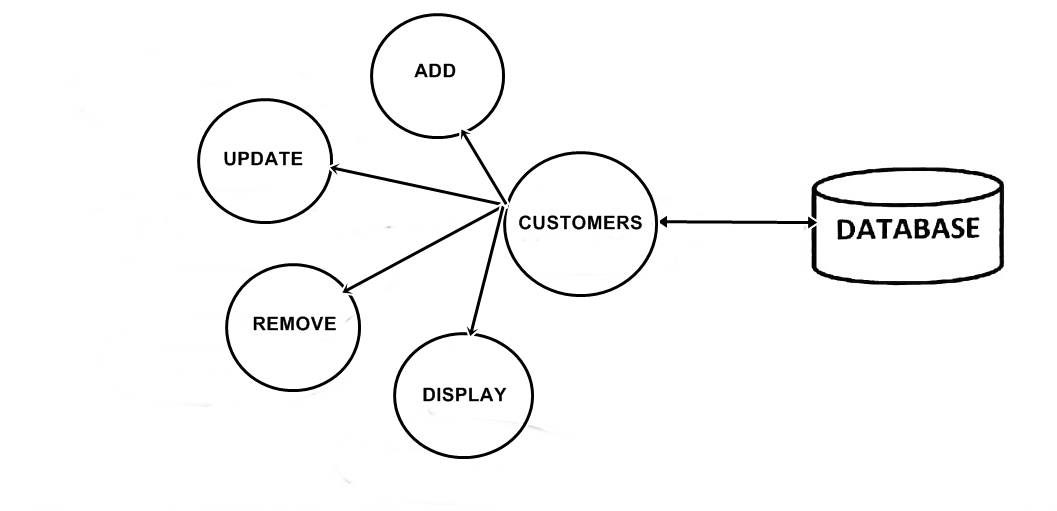 ADD
UPDATE
CUSTOMERS
DATABASE
REMOVE
DISPLAY